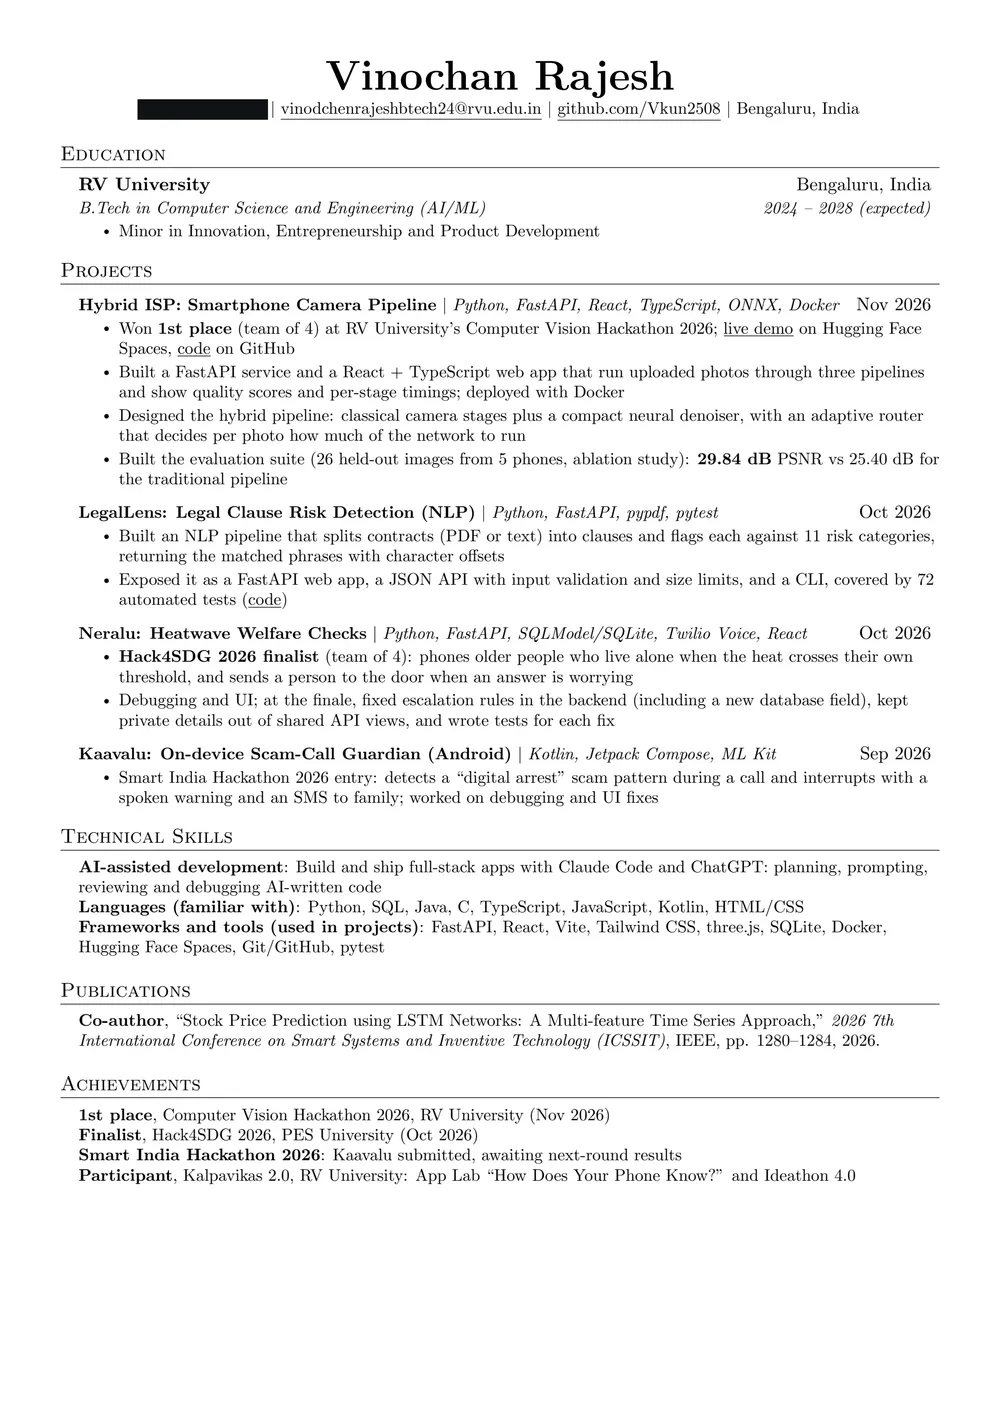 Vinochan Rajesh
| vinodchenrajeshbtech24@rvu.edu.in | github.com/Vkun2508 | Bengaluru, India
Education
RV University Bengaluru, India
B.Tech in Computer Science and Engineering (AI/ML) 2024 – 2028 (expected)
• Minor in Innovation, Entrepreneurship and Product Development
Projects
Hybrid ISP: Smartphone Camera Pipeline | Python, FastAPI, React, TypeScript, ONNX, Docker Nov 2026
• Won 1st place (team of 4) at RV University's Computer Vision Hackathon 2026; live demo on Hugging Face
Spaces, code on GitHub
• Built a FastAPI service and a React + TypeScript web app that run uploaded photos through three pipelines
and show quality scores and per-stage timings; deployed with Docker
• Designed the hybrid pipeline: classical camera stages plus a compact neural denoiser, with an adaptive router
that decides per photo how much of the network to run
• Built the evaluation suite (26 held-out images from 5 phones, ablation study): 29.84 dB PSNR vs 25.40 dB for
the traditional pipeline
LegalLens: Legal Clause Risk Detection (NLP) | Python, FastAPI, pypdf, pytest Oct 2026
• Built an NLP pipeline that splits contracts (PDF or text) into clauses and flags each against 11 risk categories,
returning the matched phrases with character offsets
• Exposed it as a FastAPI web app, a JSON API with input validation and size limits, and a CLI, covered by 72
automated tests (code)
Neralu: Heatwave Welfare Checks | Python, FastAPI, SQLModel/SQLite, Twilio Voice, React Oct 2026
• Hack4SDG 2026 finalist (team of 4): phones older people who live alone when the heat crosses their own
threshold, and sends a person to the door when an answer is worrying
• Debugging and UI; at the finale, fixed escalation rules in the backend (including a new database field), kept
private details out of shared API views, and wrote tests for each fix
Kaavalu: On-device Scam-Call Guardian (Android) | Kotlin, Jetpack Compose, ML Kit Sep 2026
• Smart India Hackathon 2026 entry: detects a “digital arrest” scam pattern during a call and interrupts with a
spoken warning and an SMS to family; worked on debugging and UI fixes
Technical Skills
AI-assisted development: Build and ship full-stack apps with Claude Code and ChatGPT: planning, prompting,
reviewing and debugging AI-written code
Languages (familiar with): Python, SQL, Java, C, TypeScript, JavaScript, Kotlin, HTML/CSS
Frameworks and tools (used in projects): FastAPI, React, Vite, Tailwind CSS, three.js, SQLite, Docker,
Hugging Face Spaces, Git/GitHub, pytest
Publications
Co-author, “Stock Price Prediction using LSTM Networks: A Multi-feature Time Series Approach,” 2026 7th
International Conference on Smart Systems and Inventive Technology (ICSSIT), IEEE, pp. 1280–1284, 2026.
Achievements
1st place, Computer Vision Hackathon 2026, RV University (Nov 2026)
Finalist, Hack4SDG 2026, PES University (Oct 2026)
Smart India Hackathon 2026: Kaavalu submitted, awaiting next-round results
Participant, Kalpavikas 2.0, RV University: App Lab “How Does Your Phone Know?” and Ideathon 4.0